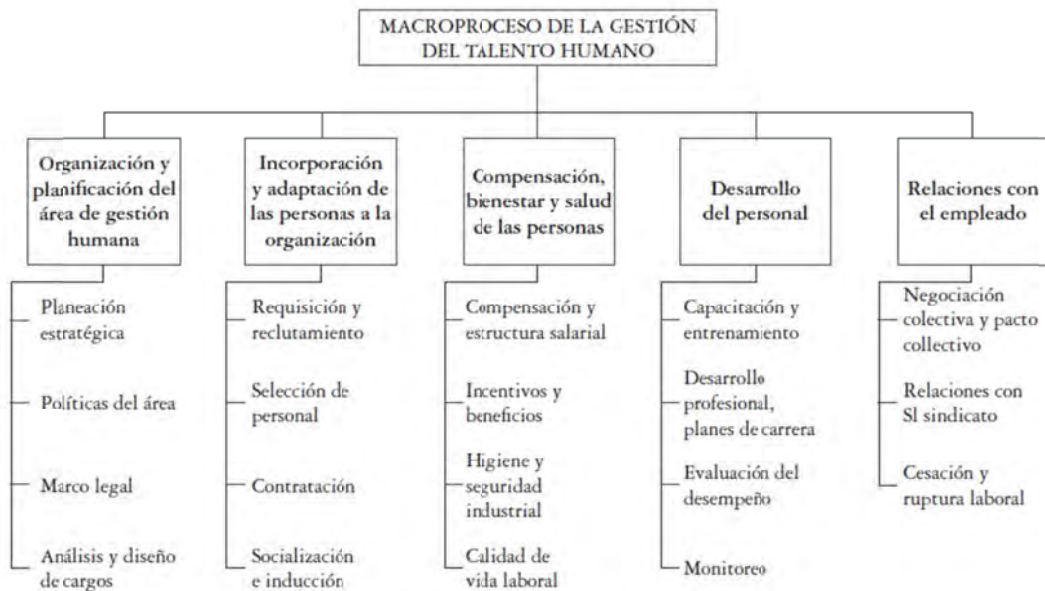 MACROPROCESO DE LA GESTIÓN
DEL TALENTO HUMANO
Organización y
planificación del
área de gestión
humana
Planeación
estratégica
Políticas del área
Marco legal
Análisis y diseño
de cargos
Incorporación
y adaptación de
las personas a la
organización
Requisición y
reclutamiento
Selección de
personal
Contratación
Socialización
e inducción
Compensación,
bienestar y salud
de las personas
Compensación y
estructura salarial
Incentivos y
beneficios
Higiene y
seguridad
industrial
Calidad de
vida laboral
Desarrollo
del personal
Capacitación y
entrenamiento
Desarrollo
profesional,
planes de carrera
Evaluación del
desempeño
Monitoreo
Relaciones con
el empleado
Negociación
colectiva y pacto
collectivo
Relaciones con
Sl sindicato
Cesación y
ruptura laboral